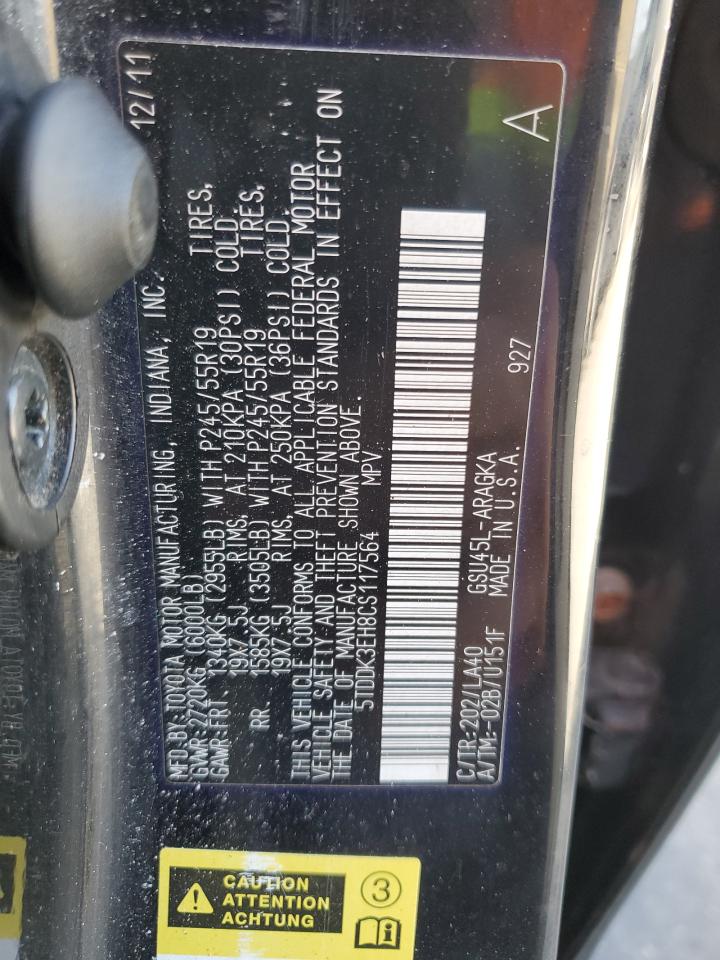 MFD BY: TOYOTA MOTOR MANUFACTURING, INDIANA, INC. 12/11
GVWR: 2720KG (6000LB)
GAWR: FRT. 1340KG (2955LB) WITH P245/55R19 TIRES,
19X7.5J RIMS, AT 210KPA (30PSI) COLD.
RR. 1585KG (3505LB) WITH P245/55R19 TIRES,
19X7.5J RIMS, AT 250KPA (36PSI) COLD.
THIS VEHICLE CONFORMS TO ALL APPLICABLE FEDERAL MOTOR
VEHICLE SAFETY AND THEFT PREVENTION STANDARDS IN EFFECT ON
THE DATE OF MANUFACTURE SHOWN ABOVE.
5TDDK3EH8CS117564 MPV
C/TR: 202/LA40 GSU45L-ARAGKA 927 A
A/TM: -02B/U151F MADE IN U.S.A.
CAUTION
ATTENTION
ACHTUNG
3